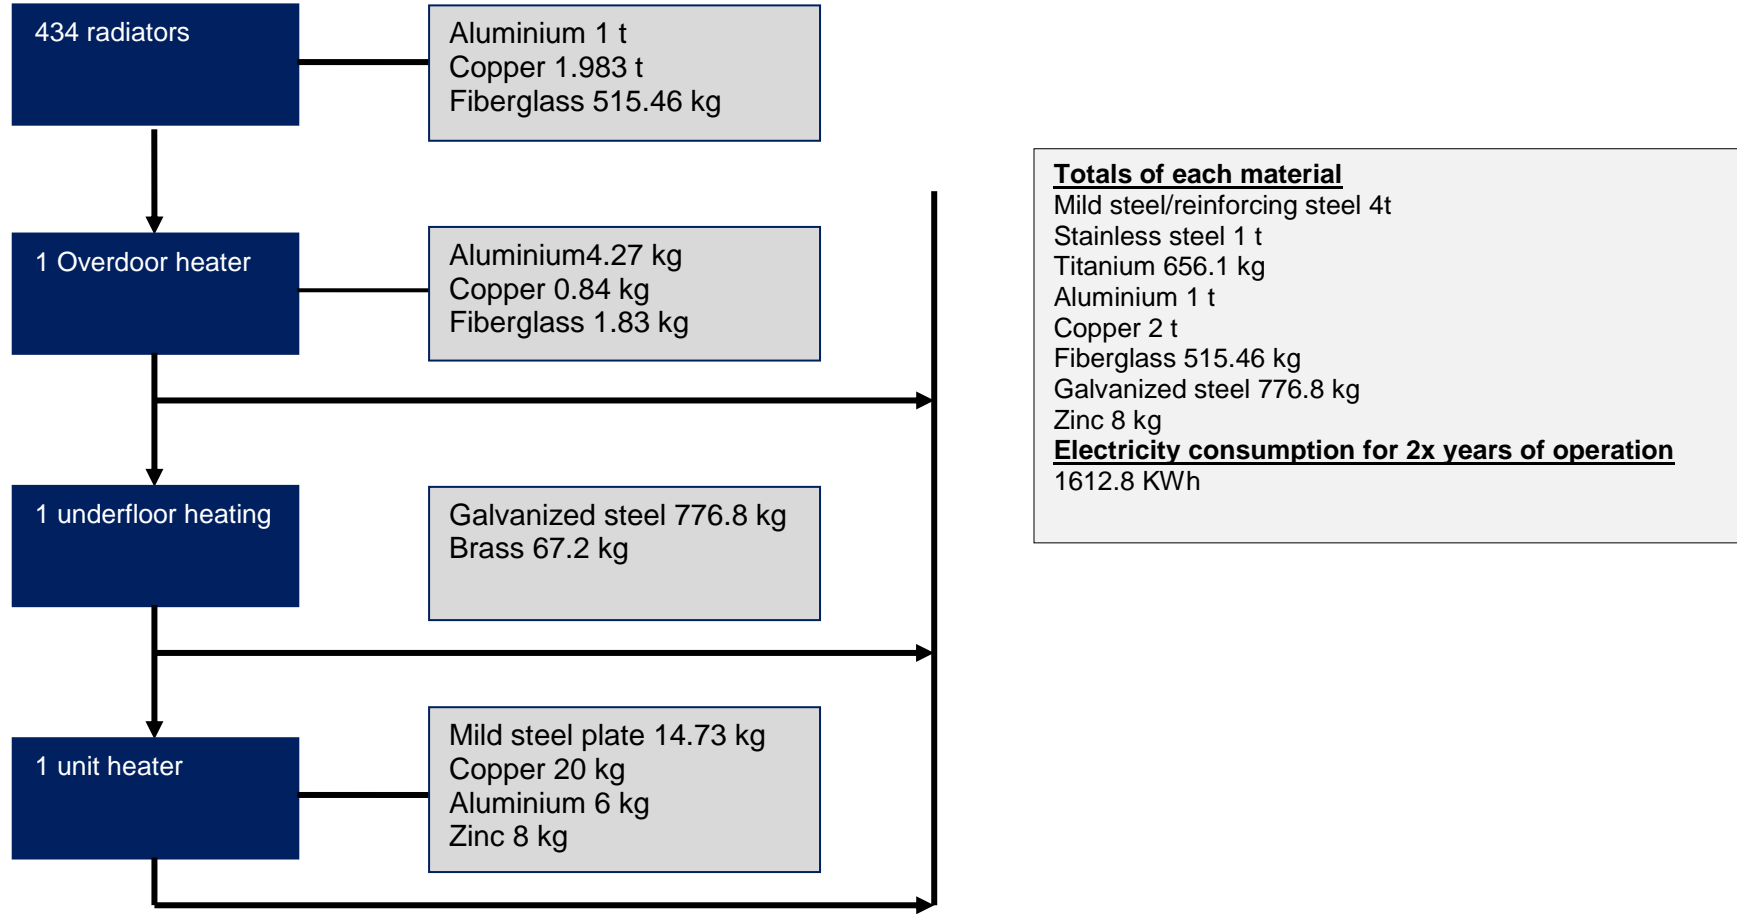 434 radiators
Aluminium 1 t
Copper 1.983 t
Fiberglass 515.46 kg
1 Overdoor heater
Aluminium4.27 kg
Copper 0.84 kg
Fiberglass 1.83 kg
1 underfloor heating
Galvanized steel 776.8 kg
Brass 67.2 kg
1 unit heater
Mild steel plate 14.73 kg
Copper 20 kg
Aluminium 6 kg
Zinc 8 kg
Totals of each material
Mild steel/reinforcing steel 4t
Stainless steel 1 t
Titanium 656.1 kg
Aluminium 1 t
Copper 2 t
Fiberglass 515.46 kg
Galvanized steel 776.8 kg
Zinc 8 kg
Electricity consumption for 2x years of operation
1612.8 KWh